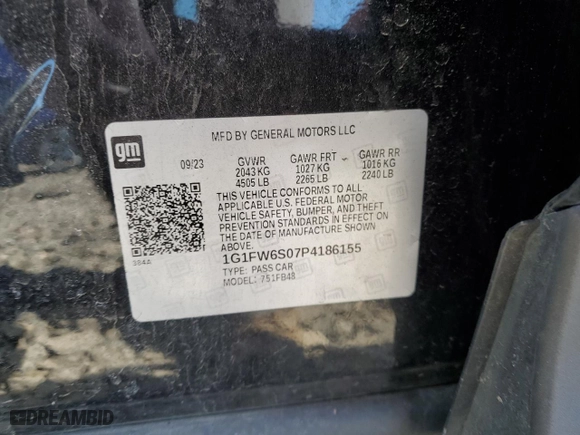 MFD BY GENERAL MOTORS LLC
gm
09/23 GVWR GAWR FRT GAWR RR
2043 KG 1027 KG 1016 KG
4505 LB 2265 LB 2240 LB
THIS VEHICLE CONFORMS TO ALL
APPLICABLE U.S. FEDERAL MOTOR
VEHICLE SAFETY, BUMPER, AND THEFT
PREVENTION STANDARDS IN EFFECT ON
THE DATE OF MANUFACTURE SHOWN
ABOVE.
1G1FW6S07P4186155
TYPE: PASS CAR
MODEL: 751FB48
DREAMBID